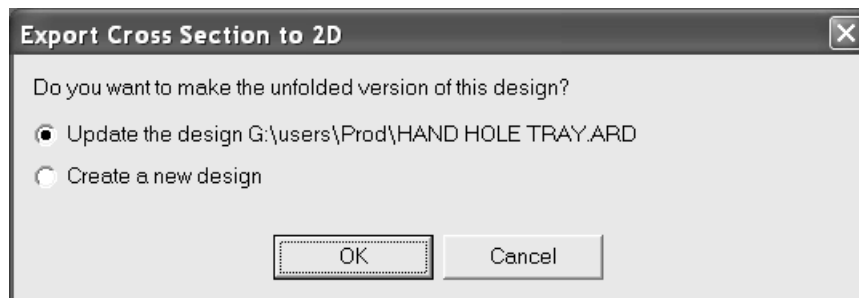 Export Cross Section to 2D
Do you want to make the unfolded version of this design?
Update the design G:\users\Prod\HAND HOLE TRAY.ARD
Create a new design
OK Cancel